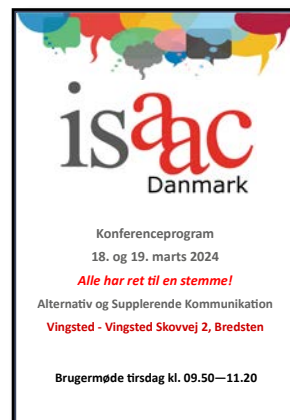 isaac
Danmark
Konferenceprogram
18. og 19. marts 2024
Alle har ret til en stemme!
Alternativ og Supplerende Kommunikation
Vingsted - Vingsted Skovvej 2, Bredsten
Brugermøde tirsdag kl. 09.50—11.20